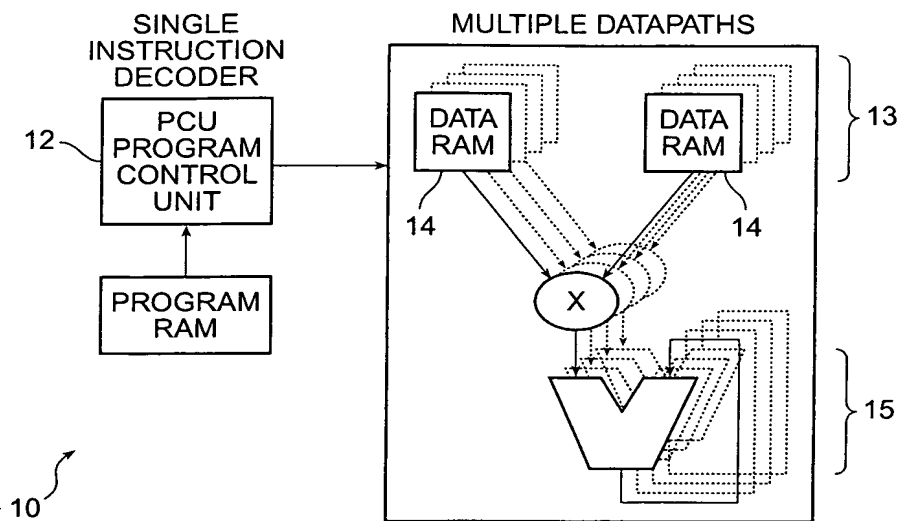 SINGLE
INSTRUCTION
DECODER
MULTIPLE DATAPATHS
12
PCU
PROGRAM
CONTROL
UNIT
DATA
RAM
DATA
RAM
13
14
14
PROGRAM
RAM
X
15
10